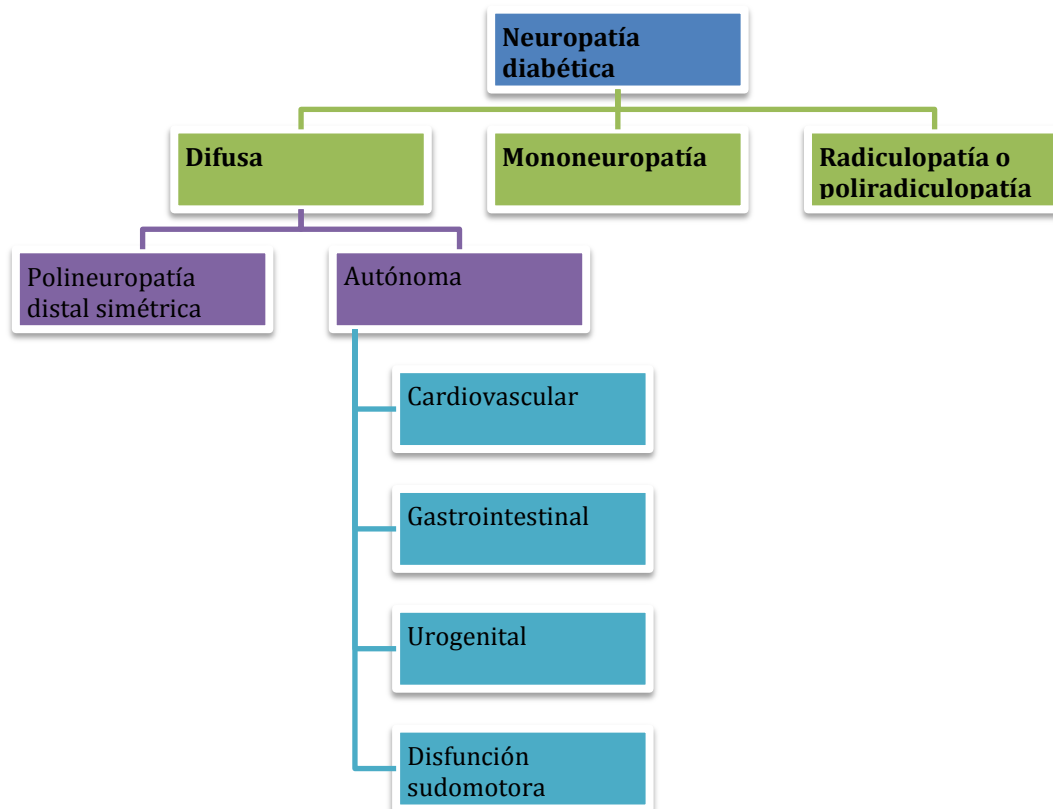 Neuropatía
diabética
Difusa
Mononeuropatía
Radiculopatía o
poliradiculopatía
Polineuropatía
distal simétrica
Autónoma
Cardiovascular
Gastrointestinal
Urogenital
Disfunción
sudomotora